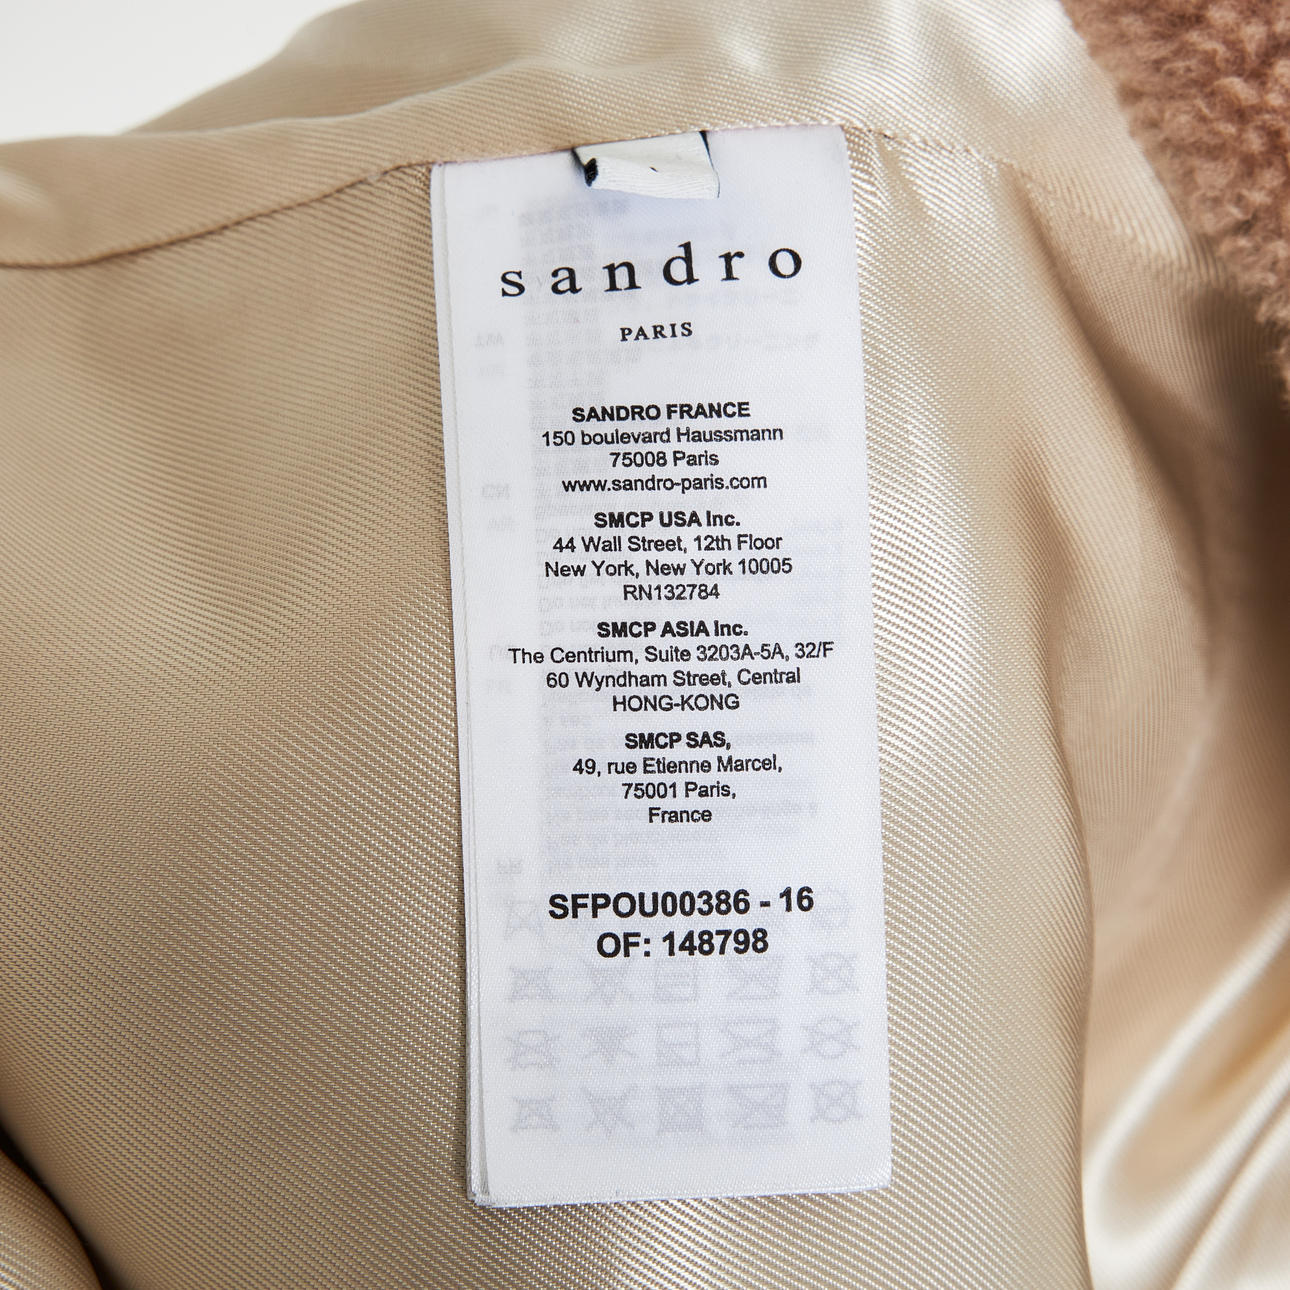 sandro
PARIS
SANDRO FRANCE
150 boulevard Haussmann
75008 Paris
www.sandro-paris.com
SMCP USA Inc.
44 Wall Street, 12th Floor
New York, New York 10005
RN132784
SMCP ASIA Inc.
The Centrium, Suite 3203A-5A, 32/F
60 Wyndham Street, Central
HONG-KONG
SMCP SAS,
49, rue Etienne Marcel,
75001 Paris,
France
SFPOU00386 - 16
OF: 148798